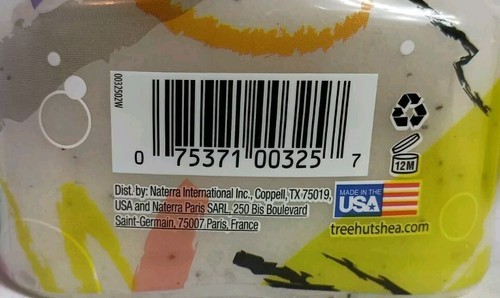 0032502W
0 75371 00325 7
12M
Dist. by: Naterra International Inc., Coppell, TX 75019,
USA and Naterra Paris SARL, 250 Bis Boulevard
Saint-Germain, 75007 Paris, France
MADE IN THE
USA
treehutshea.com